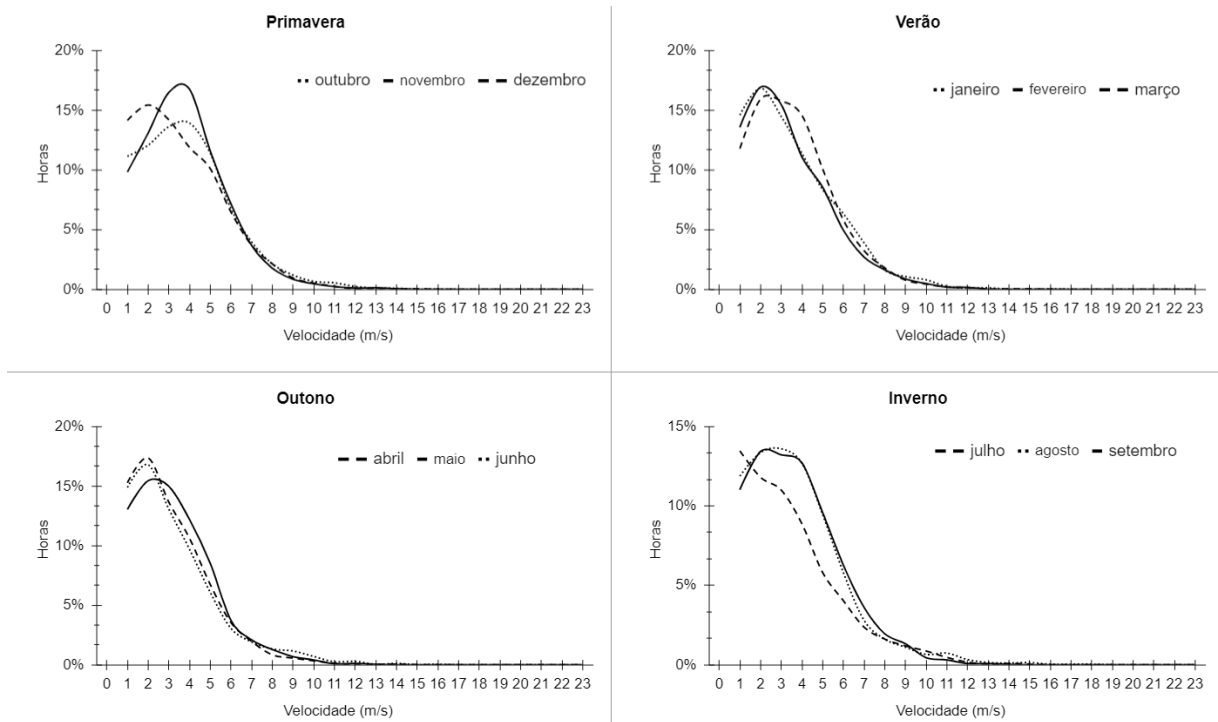 Primavera
20%
outubro novembro dezembro
15%
10%
5%
0%
Horas
0 1 2 3 4 5 6 7 8 9 10 11 12 13 14 15 16 17 18 19 20 21 22 23
Velocidade (m/s)
Verão
20%
janeiro fevereiro março
15%
10%
5%
0%
Horas
0 1 2 3 4 5 6 7 8 9 10 11 12 13 14 15 16 17 18 19 20 21 22 23
Velocidade (m/s)
Outono
20%
abril maio junho
15%
10%
5%
0%
Horas
0 1 2 3 4 5 6 7 8 9 10 11 12 13 14 15 16 17 18 19 20 21 22 23
Velocidade (m/s)
Inverno
15%
julho agosto setembro
10%
5%
0%
Horas
0 1 2 3 4 5 6 7 8 9 10 11 12 13 14 15 16 17 18 19 20 21 22 23
Velocidade (m/s)